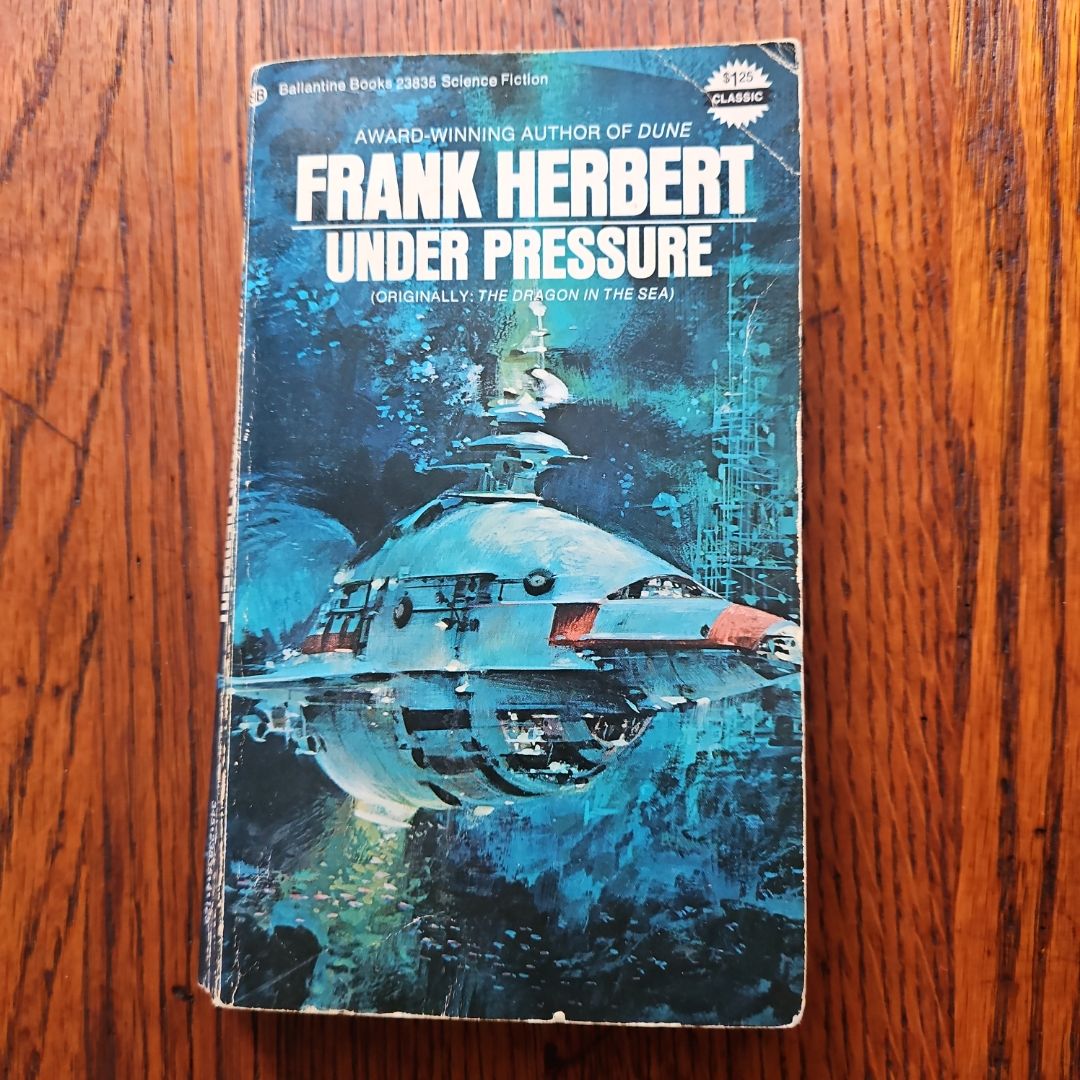 Ballantine Books 23835 Science Fiction
$1.25
CLASSIC
AWARD-WINNING AUTHOR OF DUNE
FRANK HERBERT
UNDER PRESSURE
(ORIGINALLY: THE DRAGON IN THE SEA)